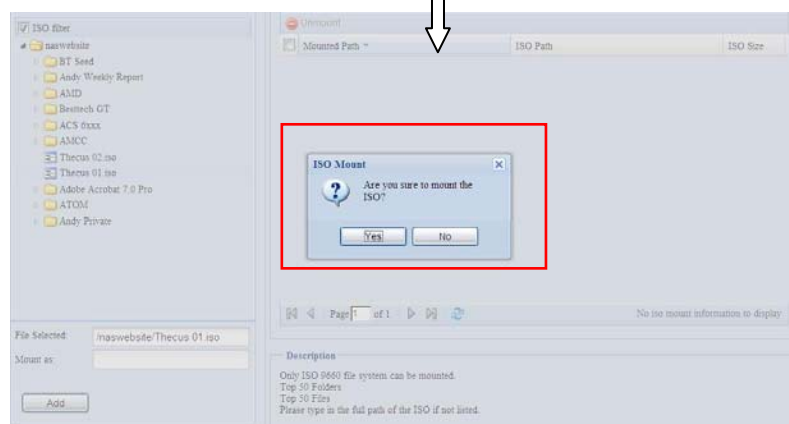 ISO filter
naswebsite
BT Seed
Andy Weekly Report
AMD
Besttech GT
ACS 6xxx
AMCC
Thecus 02.iso
Thecus 01.iso
Adobe Acrobat 7.0 Pro
ATOM
Andy Private
File Selected:
/naswebsite/Thecus 01.iso
Mount as:
Add
Unmount
Mounted Path
ISO Path
ISO Size
ISO Mount
Are you sure to mount the
ISO?
Yes
No
Page 1 of 1
No iso mount information to display
Description
Only ISO 9660 file system can be mounted.
Top 50 Folders
Top 50 Files
Please type in the full path of the ISO if not listed.